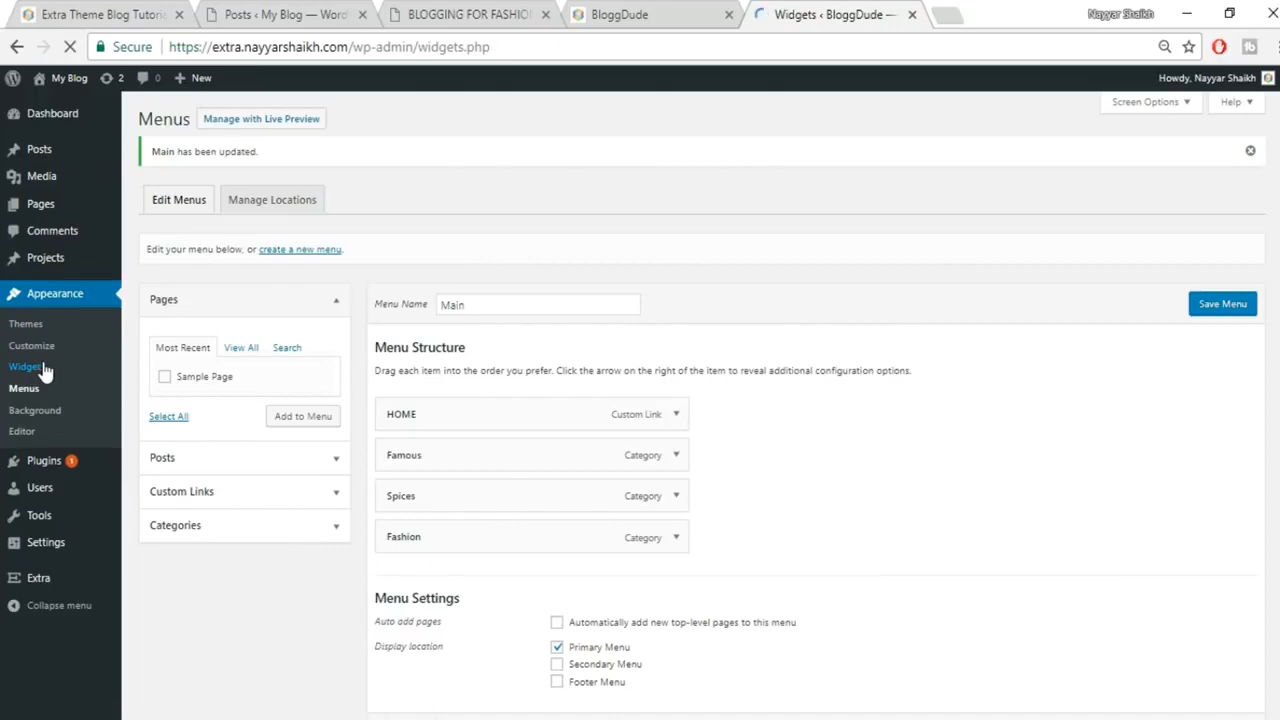 Extra Theme Blog Tutori
Posts ‹ My Blog — Word
BLOGGING FOR FASHIO
BloggDude
Widgets ‹ BloggDude —
Nayyar Shaikh
Secure
https://extra.nayyarshaikh.com/wp-admin/widgets.php
My Blog
2
0
New
Howdy, Nayyar Shaikh
Dashboard
Posts
Media
Pages
Comments
Projects
Appearance
Themes
Customize
Widget
Menus
Background
Editor
Plugins 1
Users
Tools
Settings
Extra
Collapse menu
Screen Options
Help
Menus
Manage with Live Preview
Main has been updated.
Edit Menus
Manage Locations
Edit your menu below, or create a new menu.
Pages
Most Recent
View All
Search
Sample Page
Select All
Add to Menu
Posts
Custom Links
Categories
Menu Name
Main
Save Menu
Menu Structure
Drag each item into the order you prefer. Click the arrow on the right of the item to reveal additional configuration options.
HOME
Custom Link
Famous
Category
Spices
Category
Fashion
Category
Menu Settings
Auto add pages
Automatically add new top-level pages to this menu
Display location
Primary Menu
Secondary Menu
Footer Menu